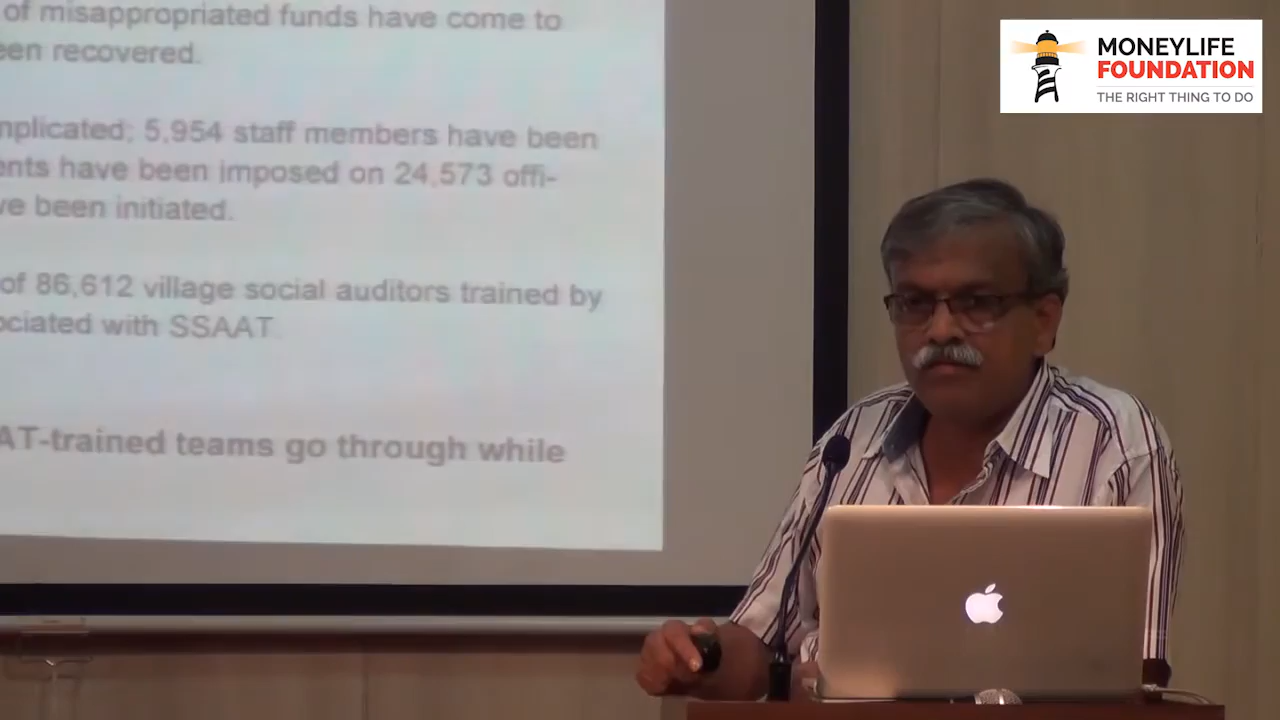 of misappropriated funds have come to
een recovered.
nplicated; 5,954 staff members have been
ents have been imposed on 24,573 offi-
ve been initiated.
of 86,612 village social auditors trained by
ociated with SSAAT.
AT-trained teams go through while
MONEYLIFE
FOUNDATION
THE RIGHT THING TO DO